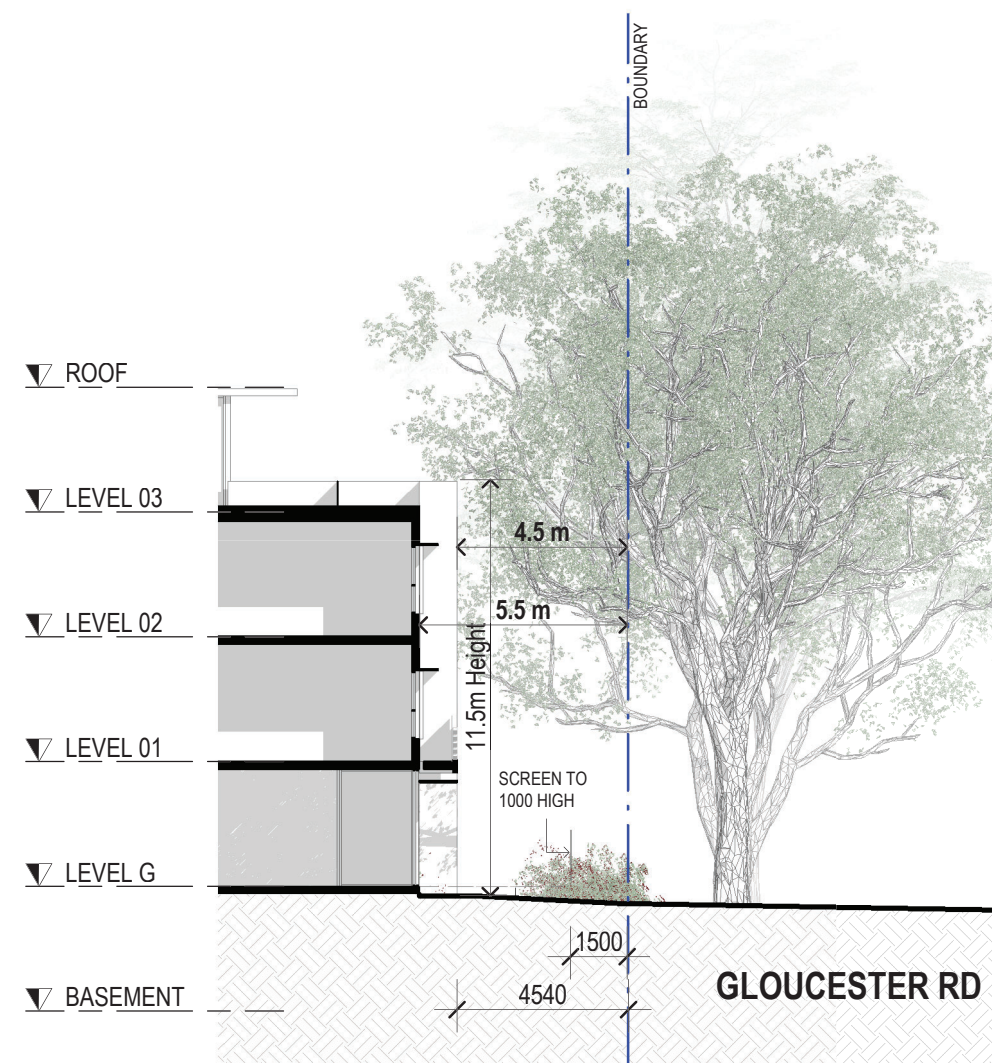 BOUNDARY
ROOF
LEVEL 03
4.5 m
LEVEL 02
5.5 m
11.5m Height
LEVEL 01
SCREEN TO
1000 HIGH
LEVEL G
1500
GLOUCESTER RD
4540
BASEMENT